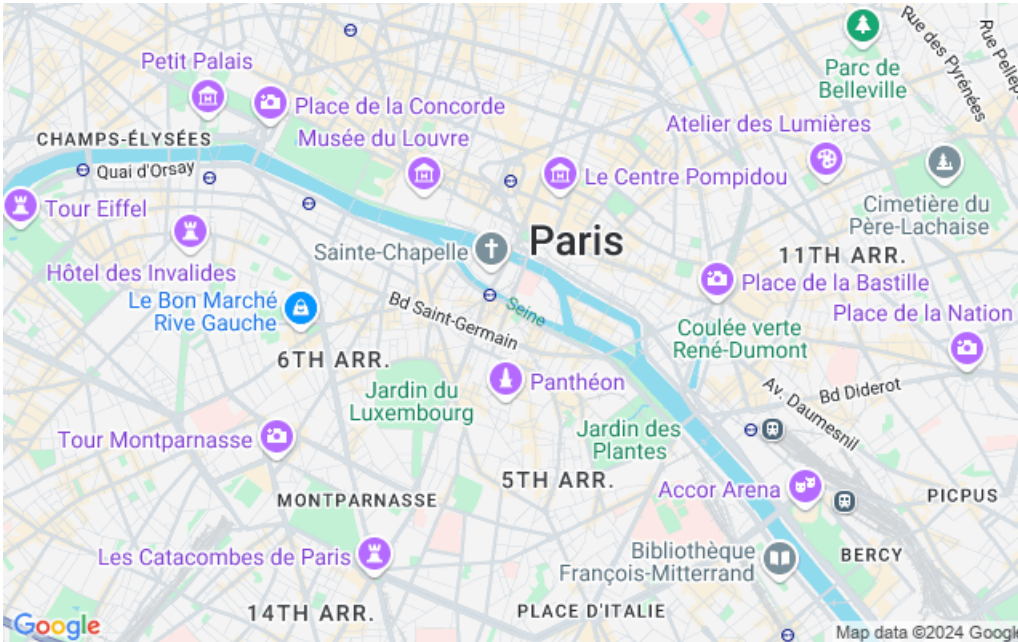 Petit Palais
Place de la Concorde
CHAMPS-ÉLYSÉES
Musée du Louvre
Quai d'Orsay
Tour Eiffel
Hôtel des Invalides
Le Bon Marché
Rive Gauche
Sainte-Chapelle
Paris
Le Centre Pompidou
Atelier des Lumières
Parc de
Belleville
Rue des Pyrénées
Cimetière du
Père-Lachaise
11TH ARR.
Place de la Bastille
Place de la Nation
Seine
Bd Saint-Germain
6TH ARR.
Coulée verte
René-Dumont
Jardin du
Luxembourg
Panthéon
Bd Diderot
Av. Daumesnil
Jardin des
Plantes
Tour Montparnasse
MONTPARNASSE
5TH ARR.
Accor Arena
PICPUS
Les Catacombes de Paris
Bibliothèque
François-Mitterrand
BERCY
14TH ARR.
PLACE D'ITALIE
Google
Map data ©2024 Google